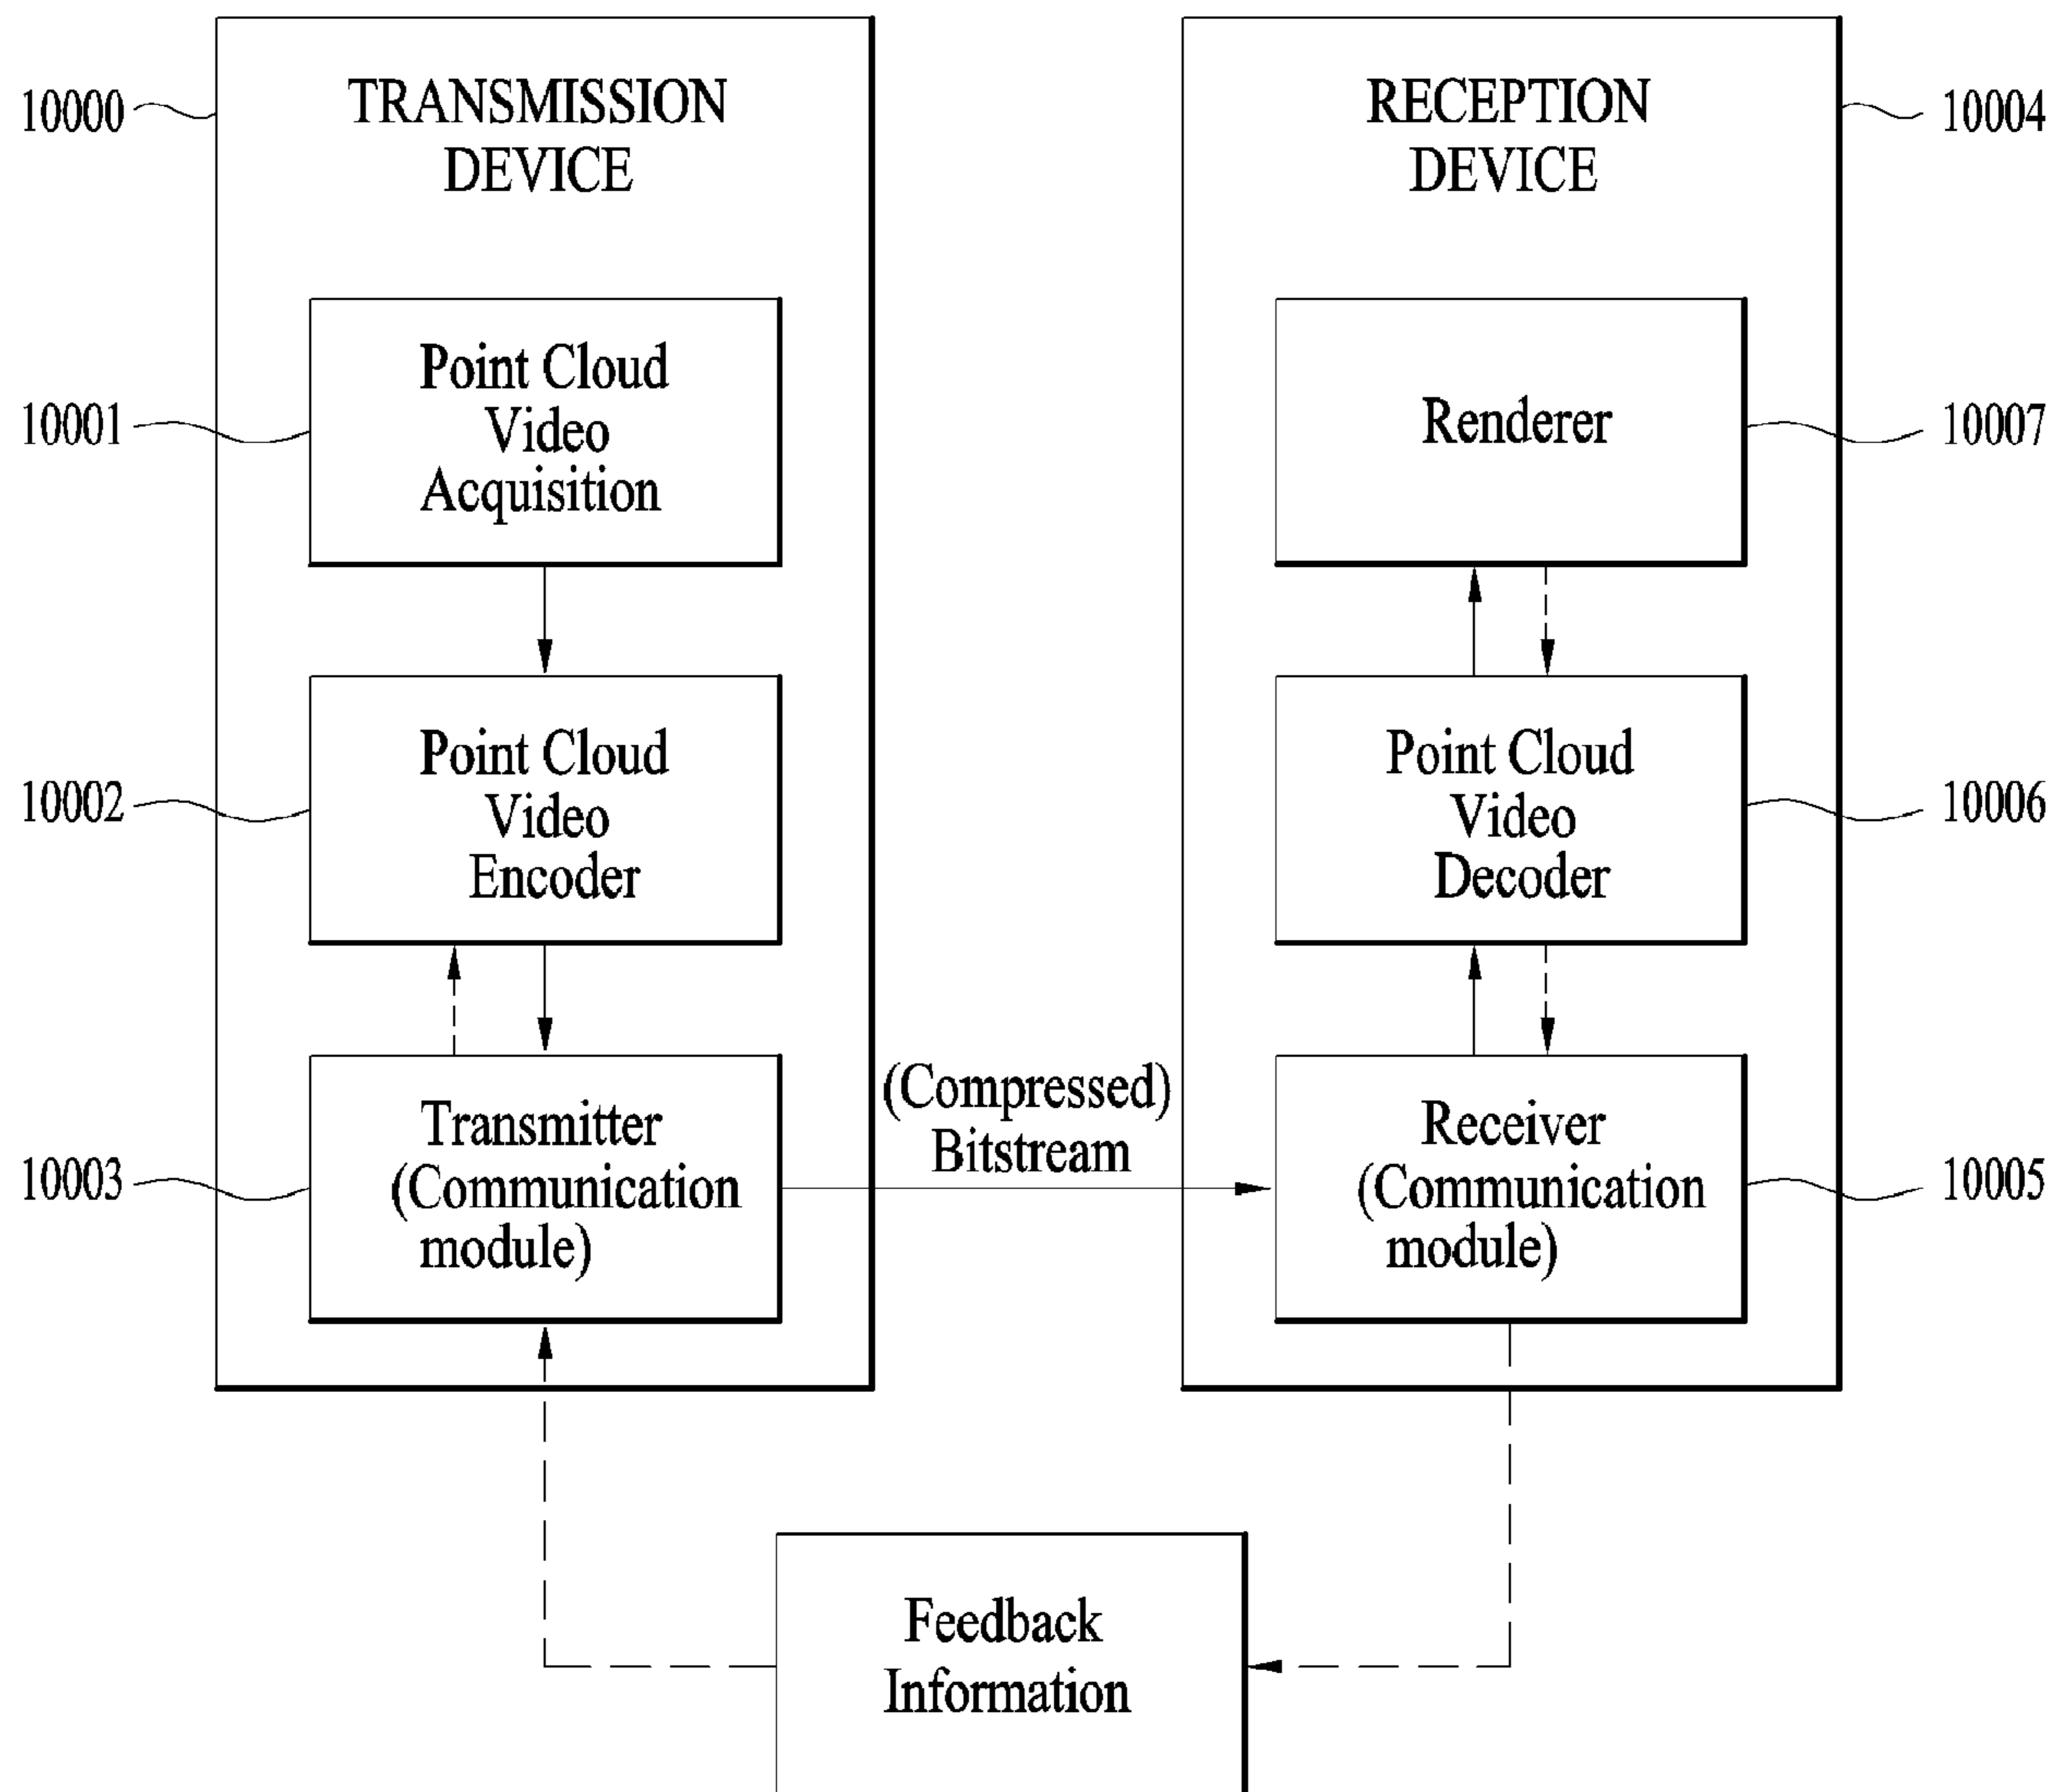 10000
TRANSMISSION
DEVICE
10001
Point Cloud
Video
Acquisition
10002
Point Cloud
Video
Encoder
10003
Transmitter
(Communication
module)
(Compressed)
Bitstream
RECEPTION
DEVICE
10004
Renderer
10007
Point Cloud
Video
Decoder
10006
Receiver
(Communication
module)
10005
Feedback
Information